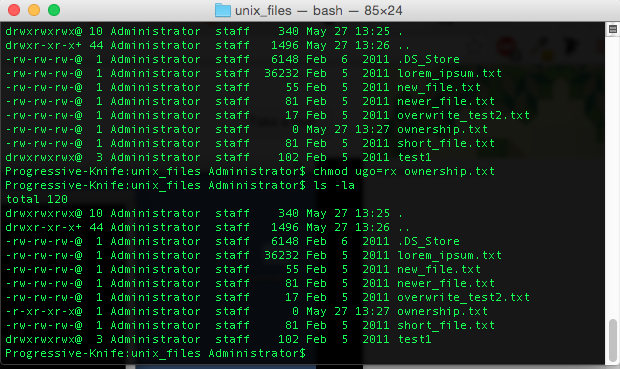 unix_files — bash — 85×24
drwxrwxrwx@ 10 Administrator  staff    340 May 27 13:25 .
drwxr-xr-x+ 44 Administrator  staff   1496 May 27 13:26 ..
-rw-rw-rw-@  1 Administrator  staff   6148 Feb  6  2011 .DS_Store
-rw-rw-rw-@  1 Administrator  staff  36232 Feb  5  2011 lorem_ipsum.txt
-rw-rw-rw-@  1 Administrator  staff     55 Feb  5  2011 new_file.txt
-rw-rw-rw-@  1 Administrator  staff     81 Feb  5  2011 newer_file.txt
-rw-rw-rw-@  1 Administrator  staff     17 Feb  5  2011 overwrite_test2.txt
-rw-rw-rw-@  1 Administrator  staff      0 May 27 13:27 ownership.txt
-rw-rw-rw-@  1 Administrator  staff     81 Feb  5  2011 short_file.txt
drwxrwxrwx@  3 Administrator  staff    102 Feb  5  2011 test1
Progressive-Knife:unix_files Administrator$ chmod ugo=rx ownership.txt
Progressive-Knife:unix_files Administrator$ ls -la
total 120
drwxrwxrwx@ 10 Administrator  staff    340 May 27 13:25 .
drwxr-xr-x+ 44 Administrator  staff   1496 May 27 13:26 ..
-rw-rw-rw-@  1 Administrator  staff   6148 Feb  6  2011 .DS_Store
-rw-rw-rw-@  1 Administrator  staff  36232 Feb  5  2011 lorem_ipsum.txt
-rw-rw-rw-@  1 Administrator  staff     55 Feb  5  2011 new_file.txt
-rw-rw-rw-@  1 Administrator  staff     81 Feb  5  2011 newer_file.txt
-rw-rw-rw-@  1 Administrator  staff     17 Feb  5  2011 overwrite_test2.txt
-r-xr-xr-x@  1 Administrator  staff      0 May 27 13:27 ownership.txt
-rw-rw-rw-@  1 Administrator  staff     81 Feb  5  2011 short_file.txt
drwxrwxrwx@  3 Administrator  staff    102 Feb  5  2011 test1
Progressive-Knife:unix_files Administrator$